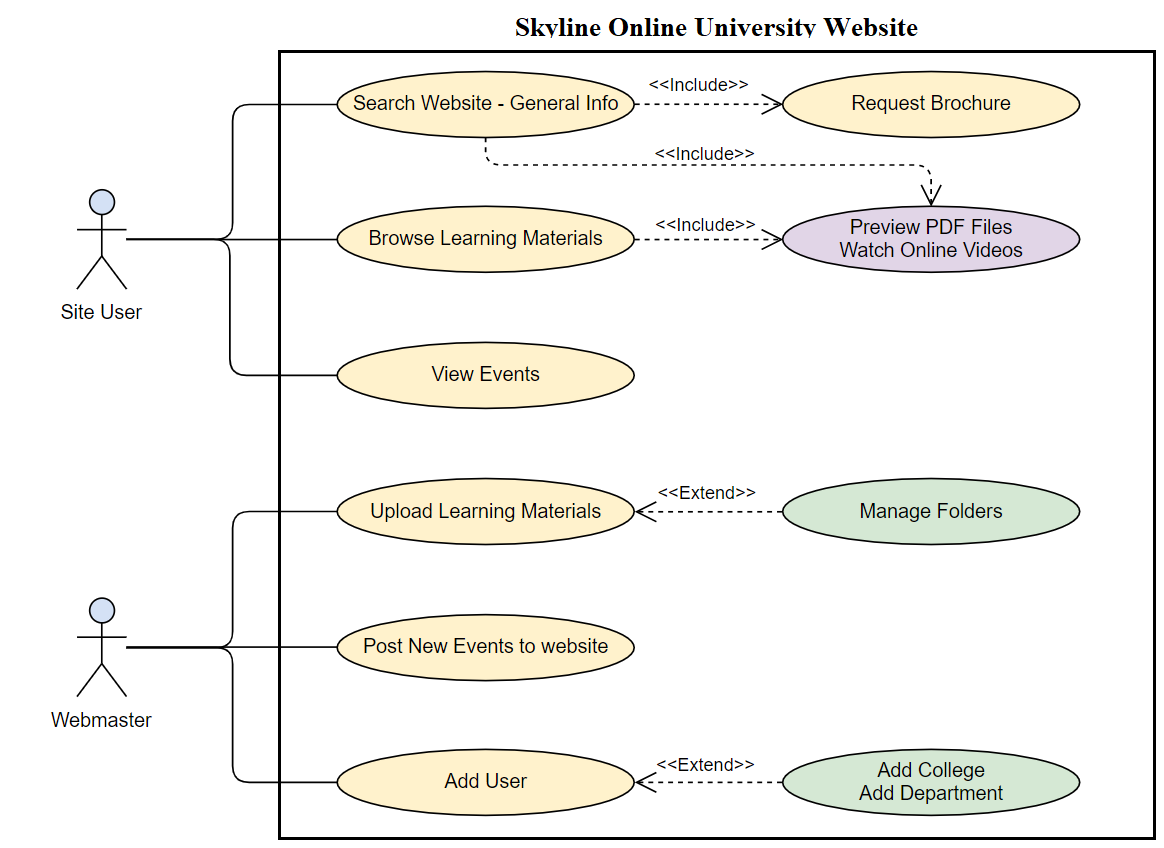 Skyline Online University Website
<<Include>>
Search Website - General Info
Request Brochure
<<Include>>
<<Include>>
Browse Learning Materials
Preview PDF Files
Watch Online Videos
Site User
View Events
<<Extend>>
Upload Learning Materials
Manage Folders
Post New Events to website
Webmaster
<<Extend>>
Add User
Add College
Add Department